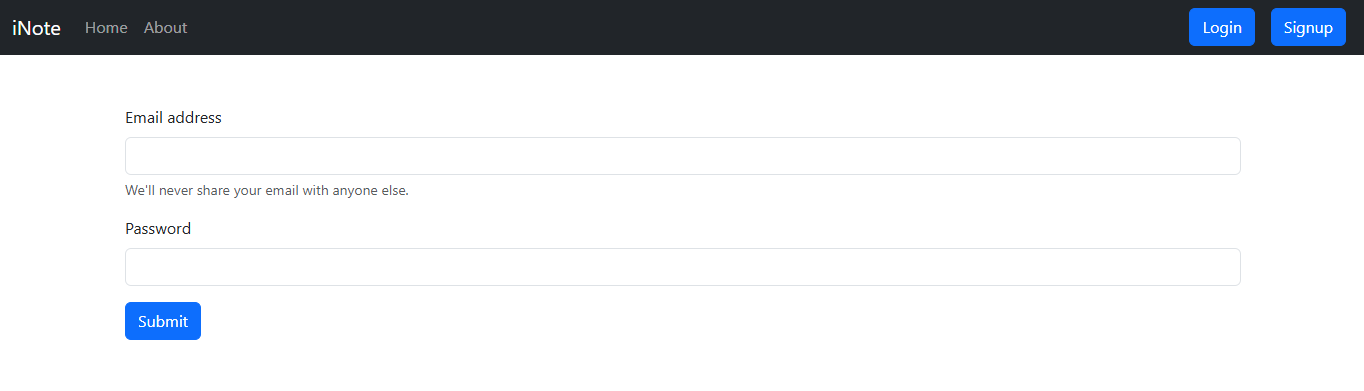 iNote Home About Login Signup
Email address
We'll never share your email with anyone else.
Password
Submit